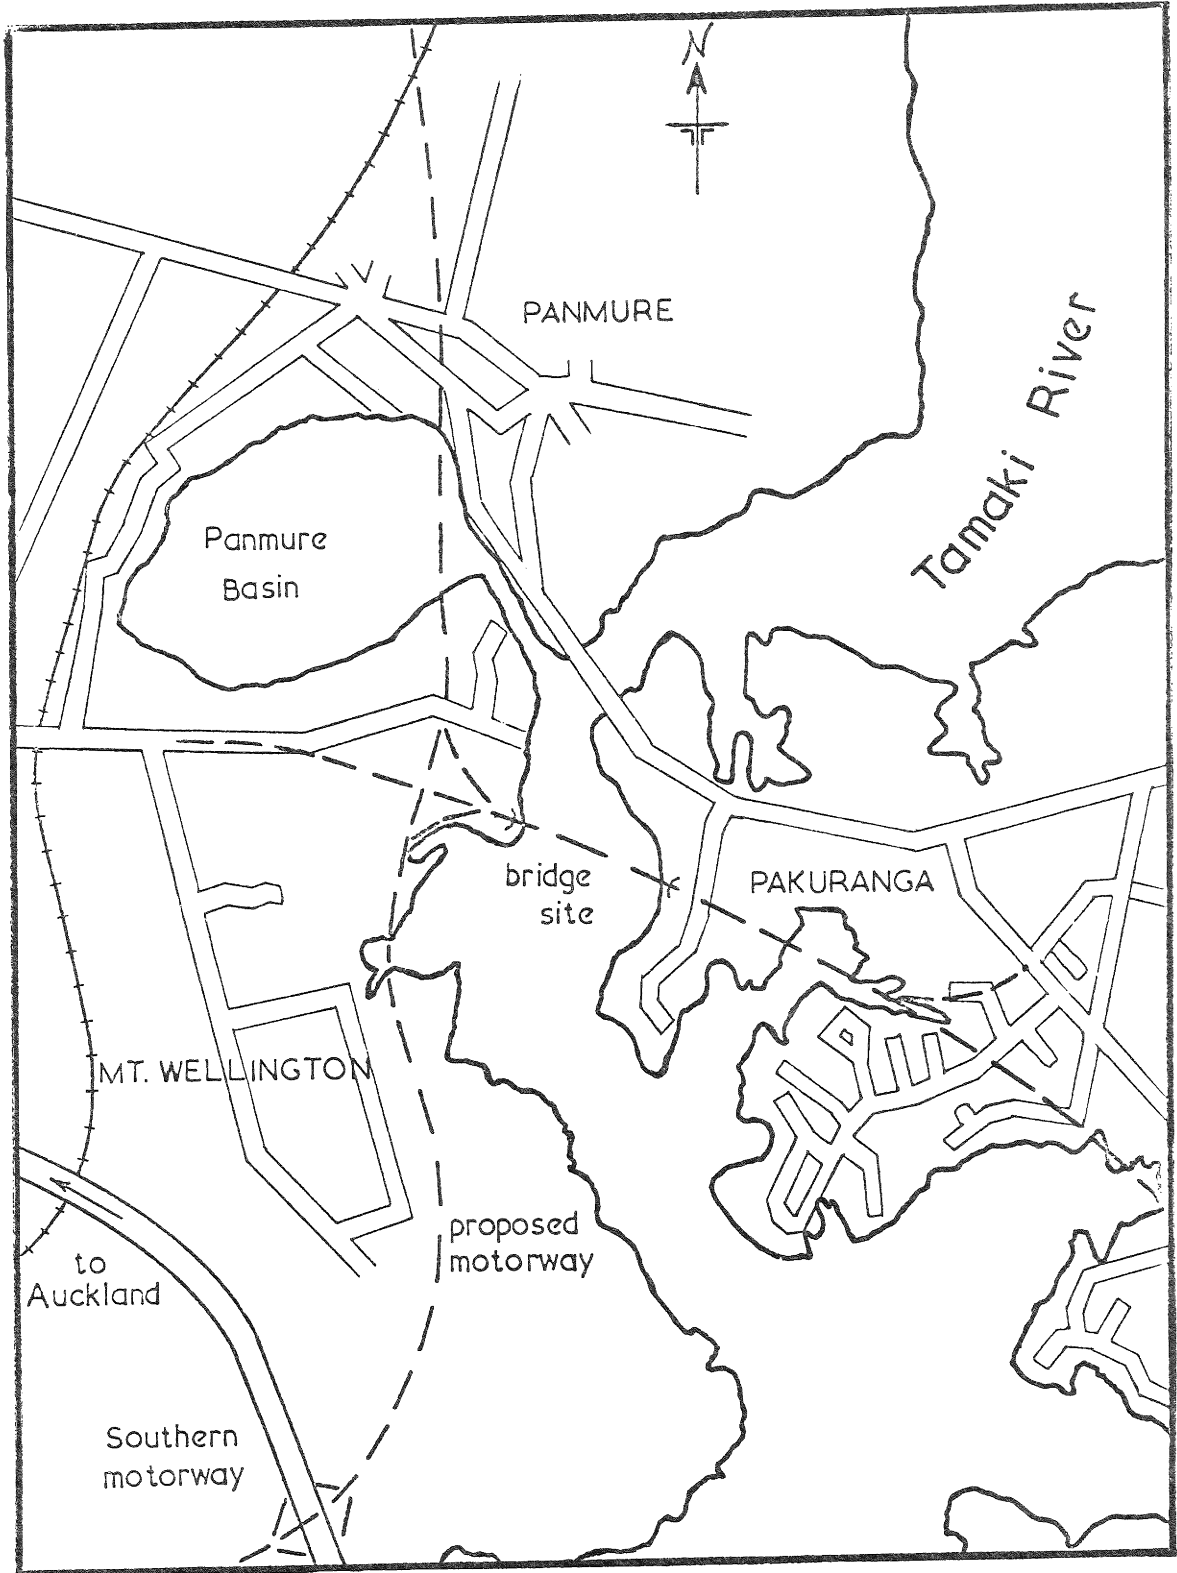 N
PANMURE
Tamaki River
Panmure
Basin
bridge
site
PAKURANGA
MT. WELLINGTON
proposed
motorway
to
Auckland
Southern
motorway